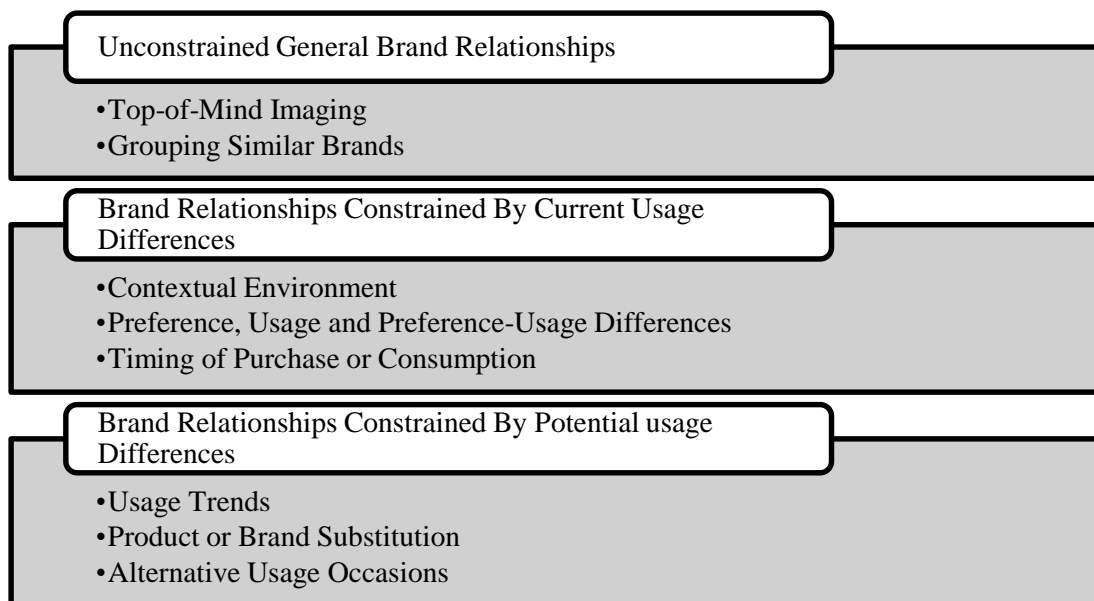 Unconstrained General Brand Relationships
•Top-of-Mind Imaging
•Grouping Similar Brands
Brand Relationships Constrained By Current Usage
Differences
•Contextual Environment
•Preference, Usage and Preference-Usage Differences
•Timing of Purchase or Consumption
Brand Relationships Constrained By Potential usage
Differences
•Usage Trends
•Product or Brand Substitution
•Alternative Usage Occasions